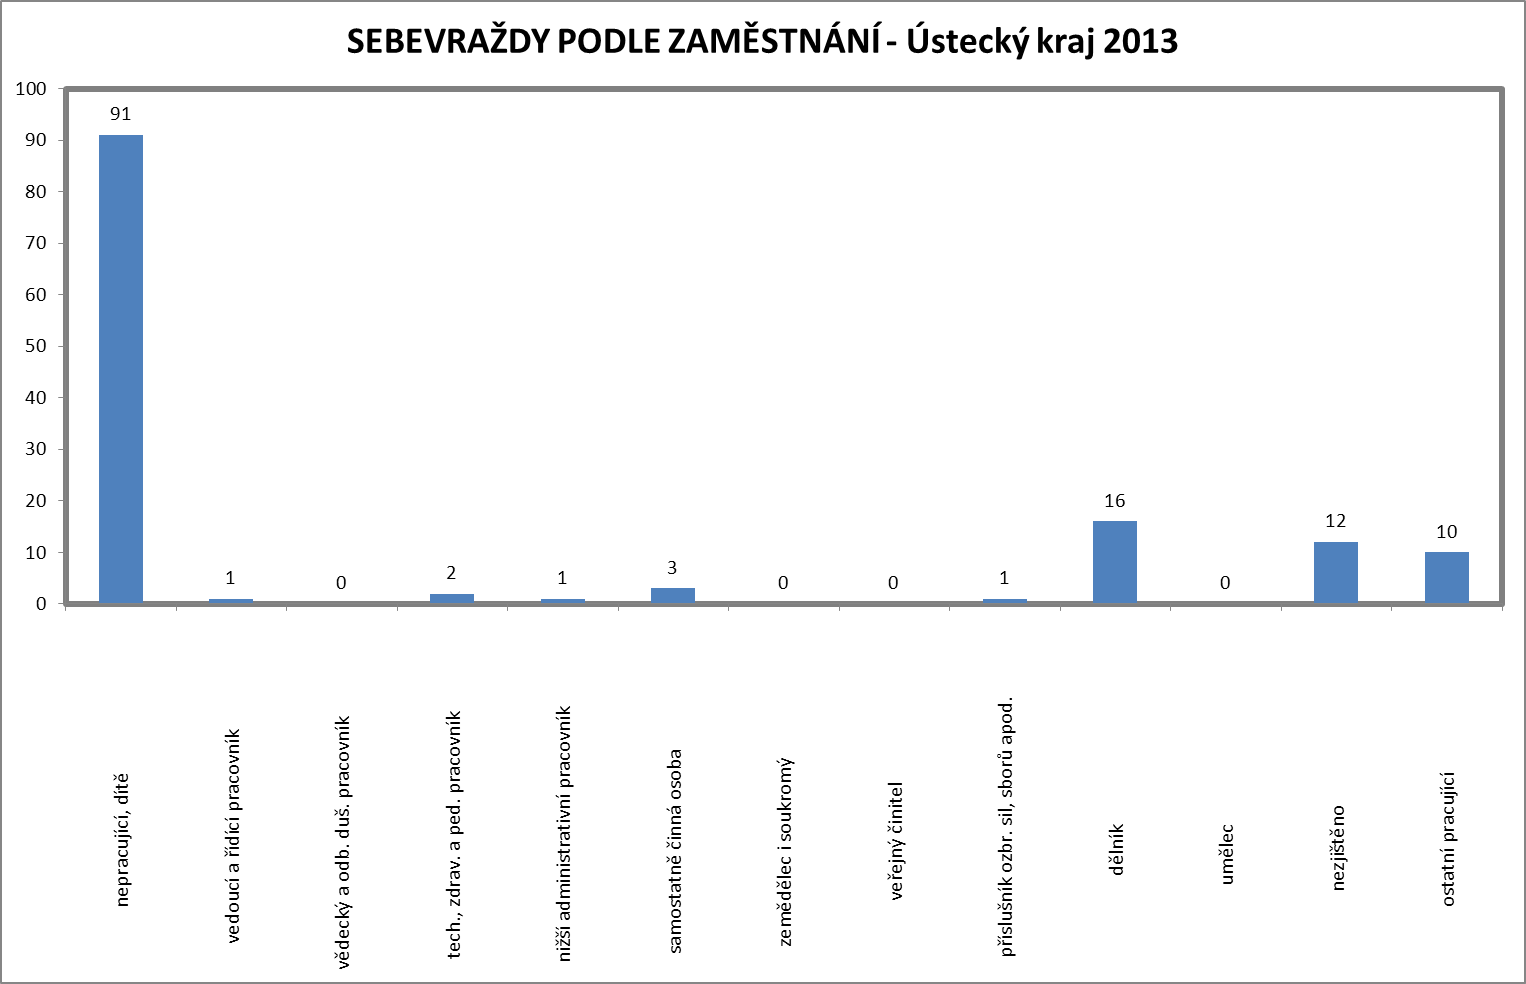 SEBEVRAŽDY PODLE ZAMĚSTNÁNÍ - Ústecký kraj 2013
100
90
80
70
60
50
40
30
20
10
0
91
1
0
2
1
3
0
0
1
16
0
12
10
nepracující, dítě
vedoucí a řídící pracovník
vědecký a odb. duš. pracovník
tech., zdrav. a ped. pracovník
nižší administrativní pracovník
samostatně činná osoba
zemědělec i soukromý
veřejný činitel
příslušník ozbr. sil, sborů apod.
dělník
umělec
nezjištěno
ostatní pracující